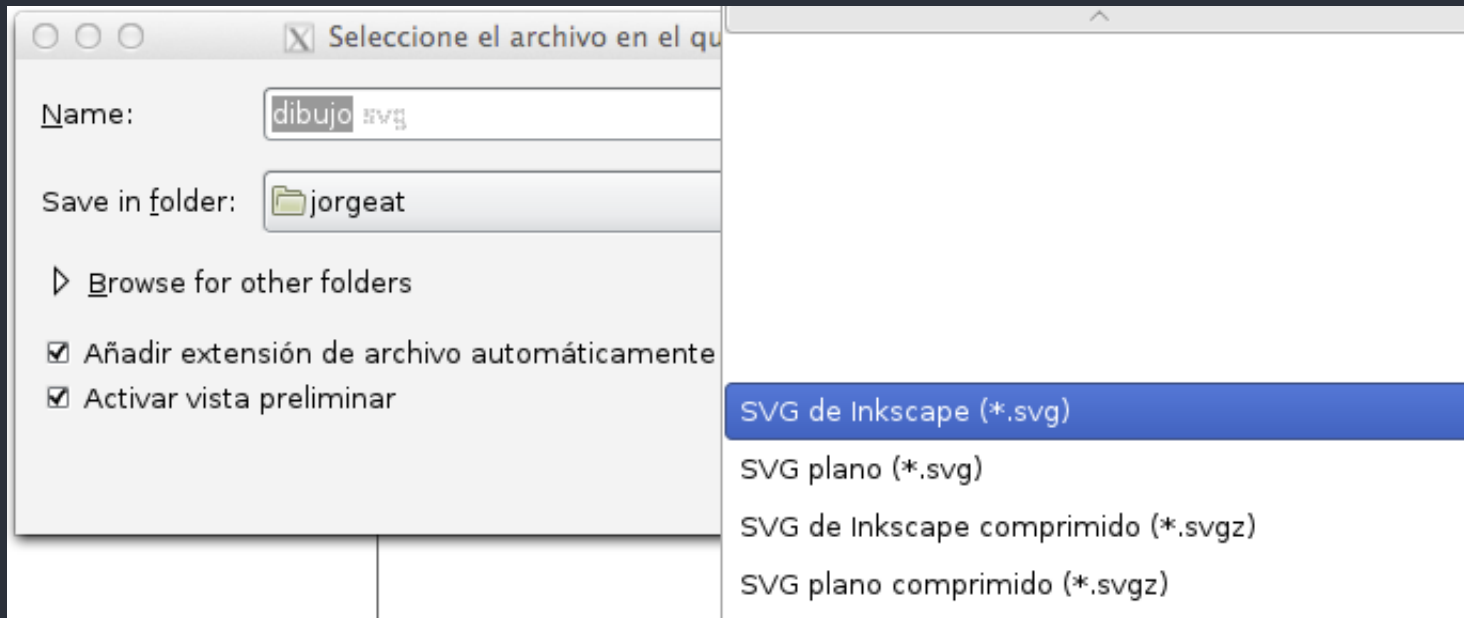 Seleccione el archivo en el qu
Name:
dibujo svg
Save in folder:
jorgeat
Browse for other folders
Añadir extensión de archivo automáticamente
Activar vista preliminar
SVG de Inkscape (*.svg)
SVG plano (*.svg)
SVG de Inkscape comprimido (*.svgz)
SVG plano comprimido (*.svgz)